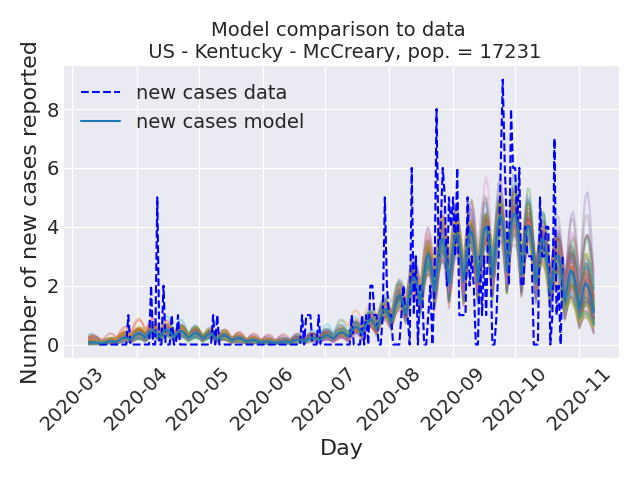 Model comparison to data
US - Kentucky - McCreary, pop. = 17231
Number of new cases reported
new cases data
new cases model
8
6
4
2
0
2020-03
2020-04
2020-05
2020-06
2020-07
2020-08
2020-09
2020-10
2020-11
Day